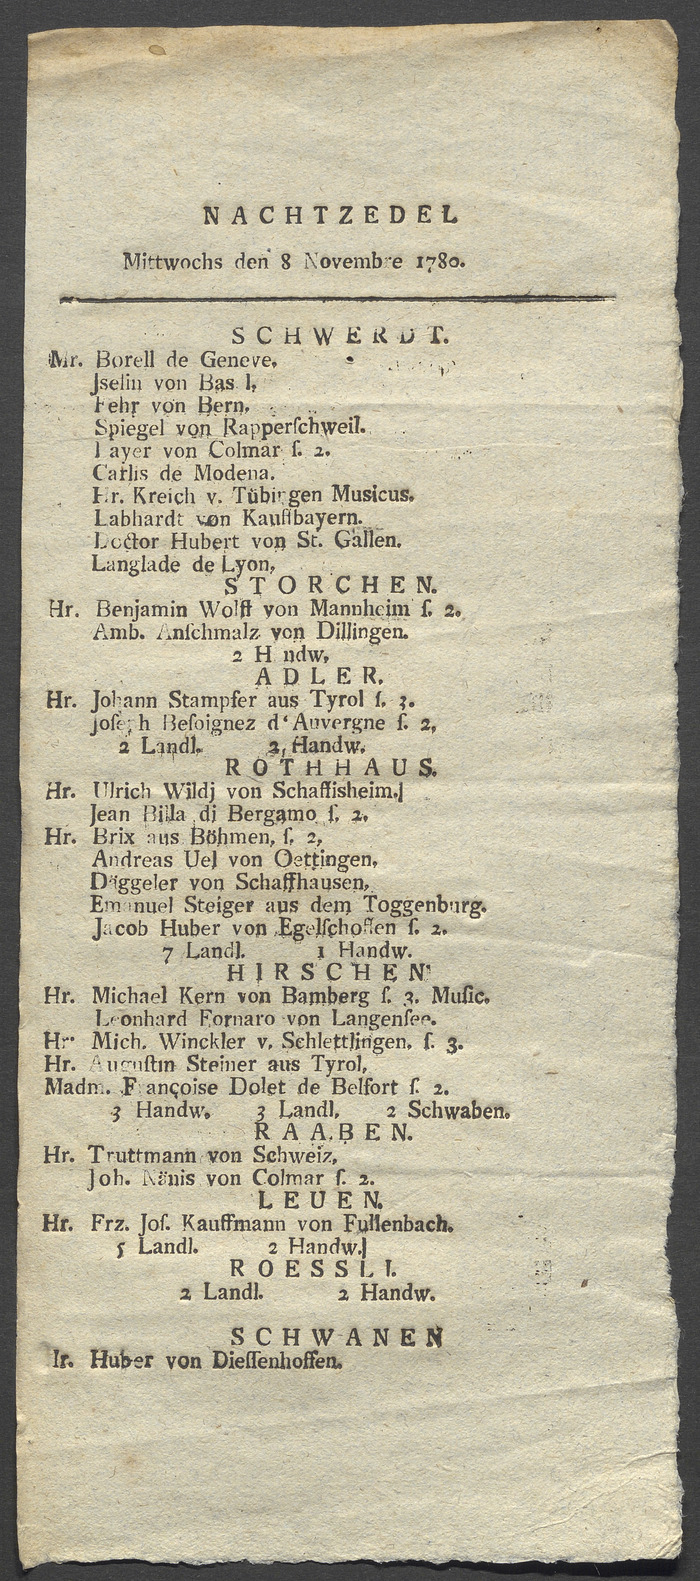 NACHTZEDEL
Mittwochs den 8 Novembre 1780.
SCHWERDT.
Mr. Borell de Geneve,
Jselin von Bas l,
Fehr von Bern,
Spiegel von Rapperſchweil.
Payer von Colmar ſ. 2.
Carlis de Modena.
Hr. Kreich v. Tübingen Musicus.
Labhardt von Kauffbayern.
Doctor Hubert von St. Gallen.
Langlade de Lyon,
STORCHEN.
Hr. Benjamin Wolff von Mannheim ſ. 2.
Amb. Anſchmalz von Dillingen.
2 H ndw,
ADLER.
Hr. Johann Stampfer aus Tyrol ſ. 3.
Joſeph Beſoignez d'Auvergne ſ. 2,
2 Landl. 2, Handw.
ROTHHAUS.
Hr. Ulrich Wildj von Schaffisheim,
Jean Billa di Bergamo ſ. 2,
Hr. Brix aus Böhmen, ſ. 2,
Andreas Uel von Oettingen,
Däggeler von Schaffhausen,
Emanuel Steiger aus dem Toggenburg.
Jacob Huber von Egelſchoffen ſ. 2.
7 Landl. 1 Handw.
HIRSCHEN
Hr. Michael Kern von Bamberg ſ. 3. Muſic.
Leonhard Fornaro von Langenſee.
Hr. Mich. Winckler v. Schlettlingen, ſ. 3.
Hr. Auguſtin Steiner aus Tyrol,
Madm. Françoise Dolet de Belfort ſ. 2.
3 Handw. 3 Landl, 2 Schwaben.
RAABEN.
Hr. Truttmann von Schweiz,
Joh. Känis von Colmar ſ. 2.
LEUEN.
Hr. Frz. Joſ. Kauffmann von Fullenbach.
5 Landl. 2 Handw.
ROESSLI.
2 Landl. 2 Handw.
SCHWANEN
Ir. Huber von Dieſſenhoffen.